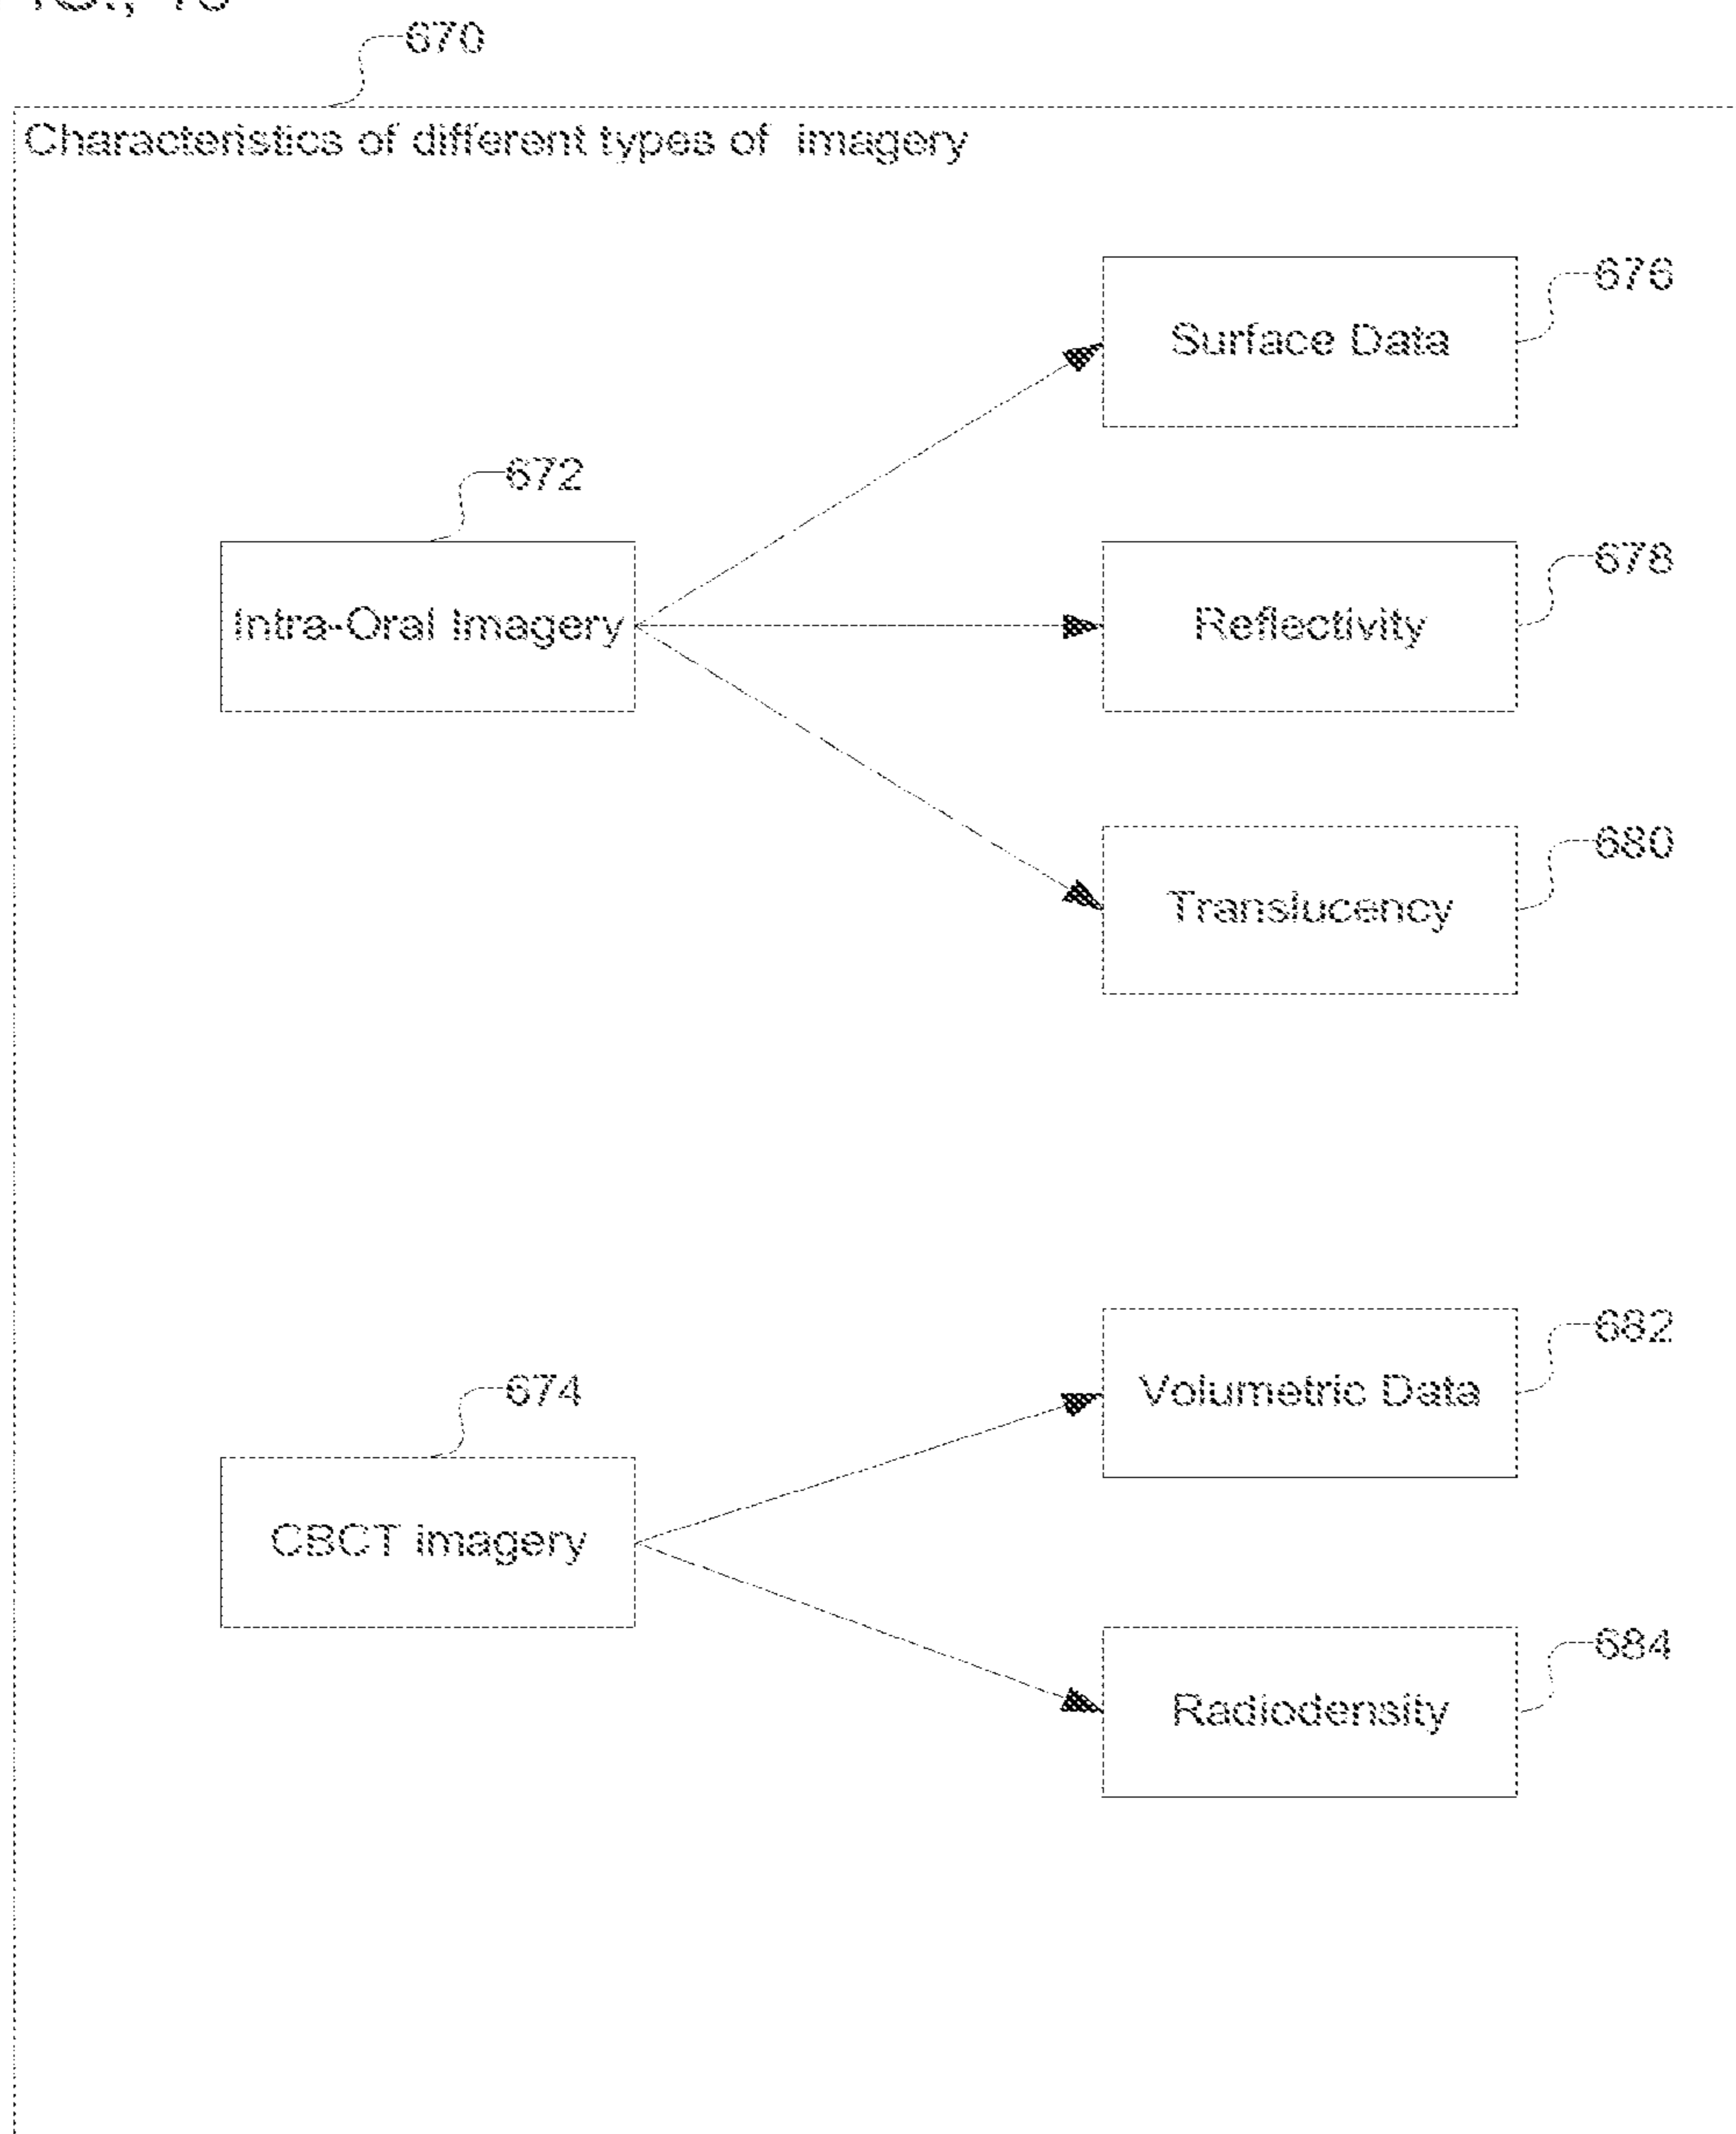 670
Characteristics of different types of imagery
676
Surface Data
672
678
Intra-Oral Imagery
Reflectivity
680
Translucency
682
674
Volumetric Data
CBCT imagery
684
Radiodensity